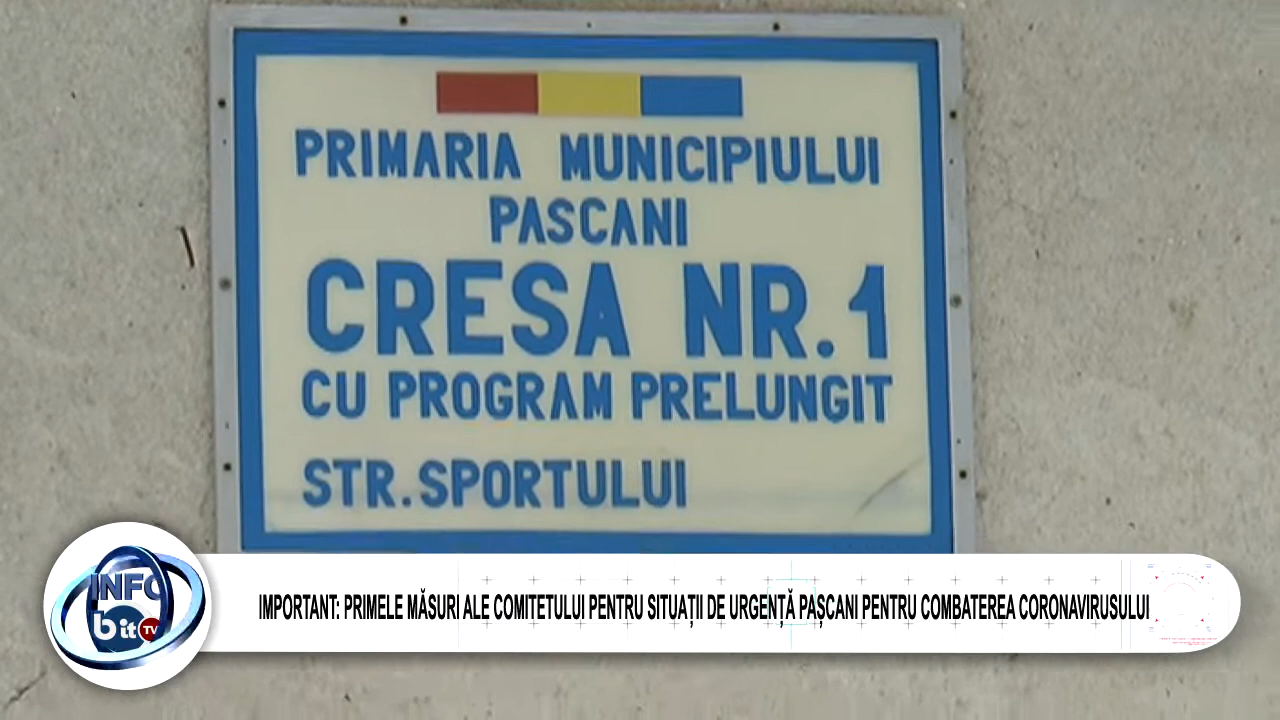 PRIMARIA MUNICIPIULUI
PASCANI
CRESA NR.1
CU PROGRAM PRELUNGIT
STR.SPORTULUI
INFO
bit TV
IMPORTANT: PRIMELE MĂSURI ALE COMITETULUI PENTRU SITUAȚII DE URGENȚĂ PAȘCANI PENTRU COMBATEREA CORONAVIRUSULUI